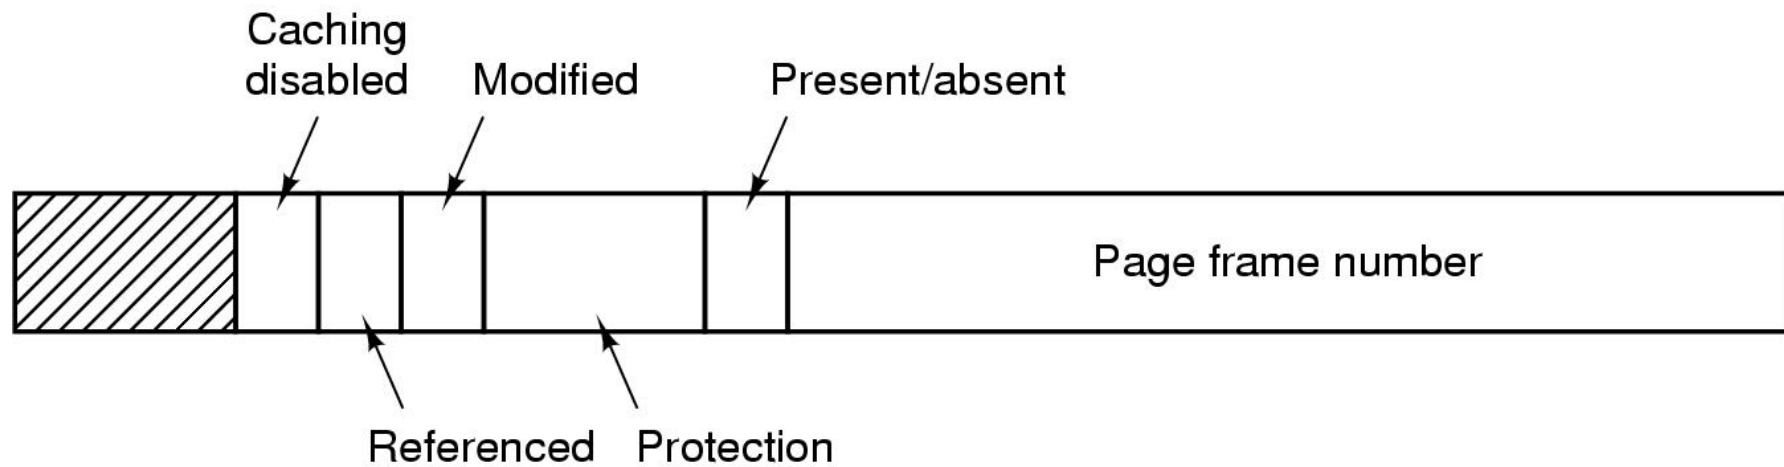 Caching
disabled
Modified
Present/absent
Page frame number
Referenced
Protection